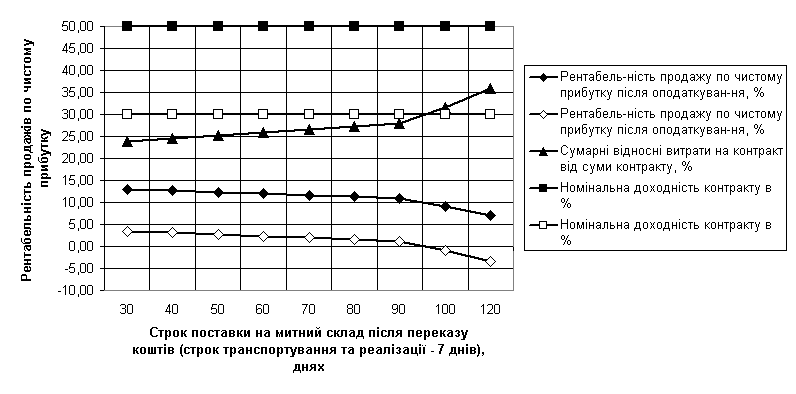 Рентабельність продажів по чистому
прибутку
50,00
45,00
40,00
35,00
30,00
25,00
20,00
15,00
10,00
5,00
0,00
-5,00
-10,00
30 40 50 60 70 80 90 100 120
Строк поставки на митний склад після переказу
коштів (строк транспортування та реалізації - 7 днів),
днях
Рентабель-ність продажу по чистому
прибутку після оподаткуван-ня, %
Рентабель-ність продажу по чистому
прибутку після оподаткуван-ня, %
Сумарні відносні витрати на контракт
від суми контракту, %
Номінальна доходність контракту в
%
Номінальна доходність контракту в
%